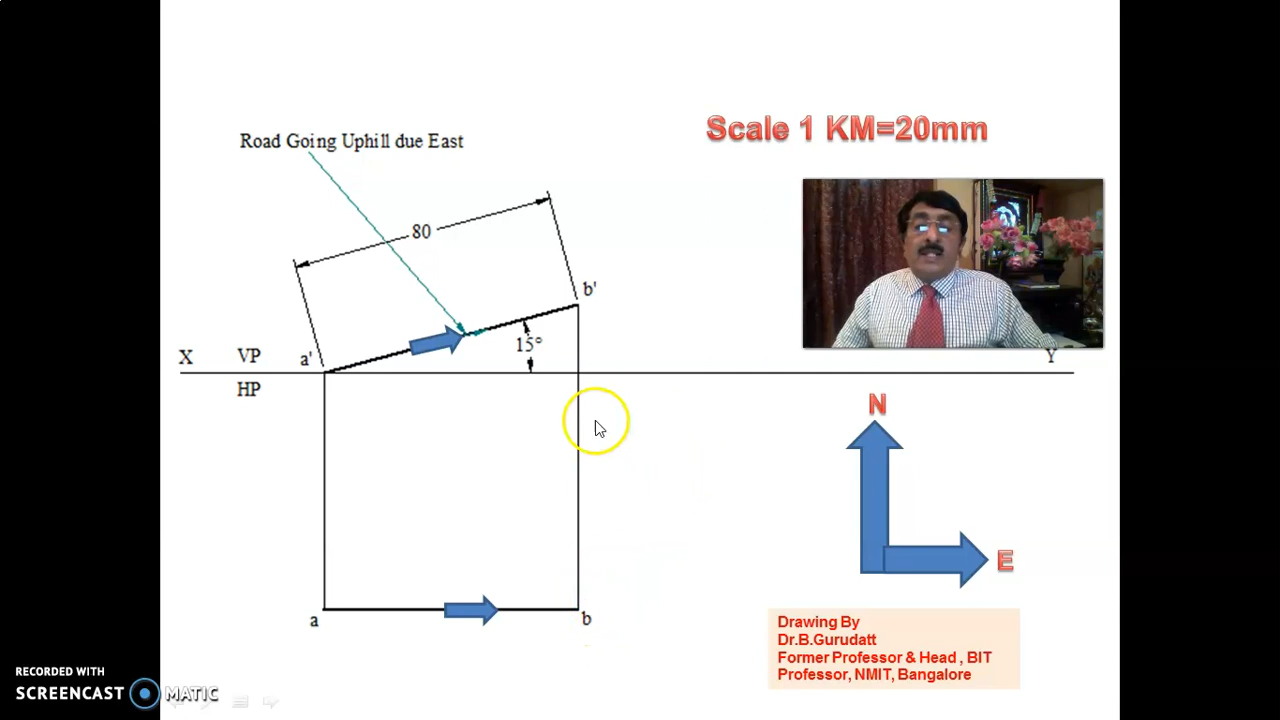 Road Going Uphill due East
Scale 1 KM=20mm
80
b'
15°
X
VP
a'
Y
HP
N
E
a
b
Drawing By
Dr.B.Gurudatt
Former Professor & Head , BIT
Professor, NMIT, Bangalore
RECORDED WITH
SCREENCAST MATIC